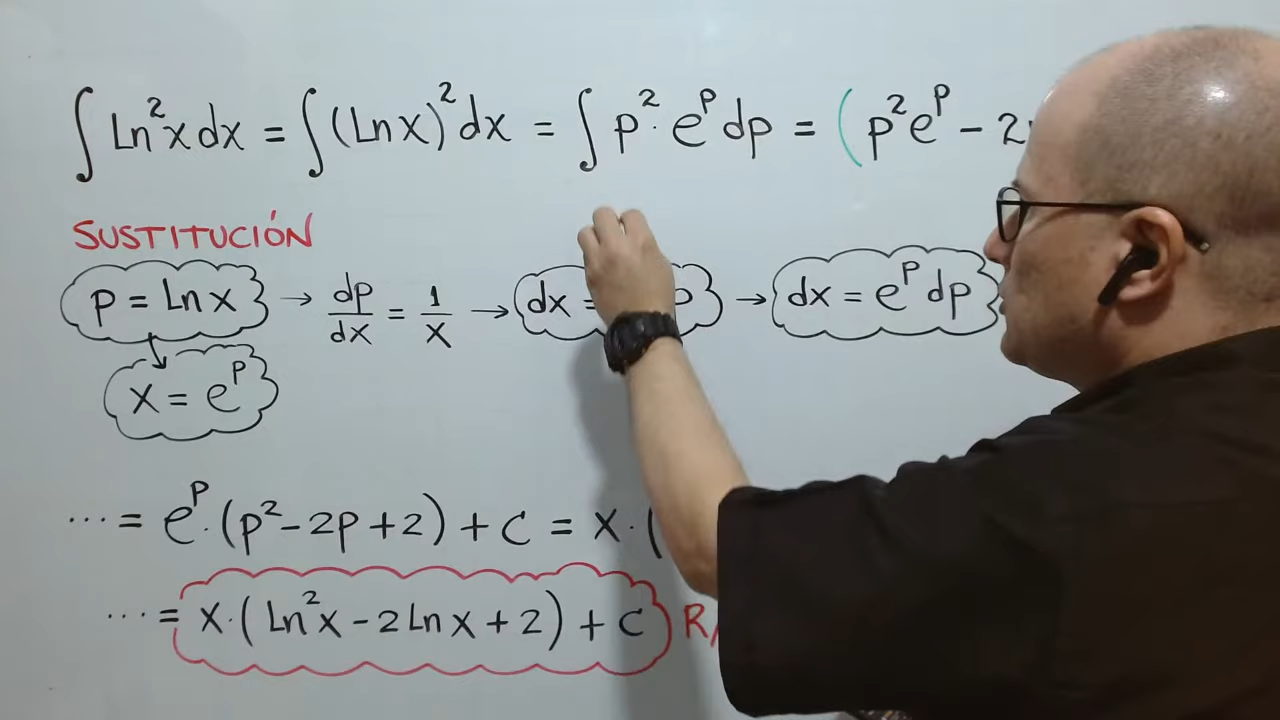 ∫ Ln²x dx = ∫ (Ln x)² dx = ∫ p² · e^p dp = (p² e^p − 2
SUSTITUCIÓN
p = Ln x → dp/dx = 1/x → dx = → dx = e^p dp
x = e^p
··· = e^p · (p² − 2p + 2) + C = x · (
··· = x · (Ln²x − 2 Ln x + 2) + C R/